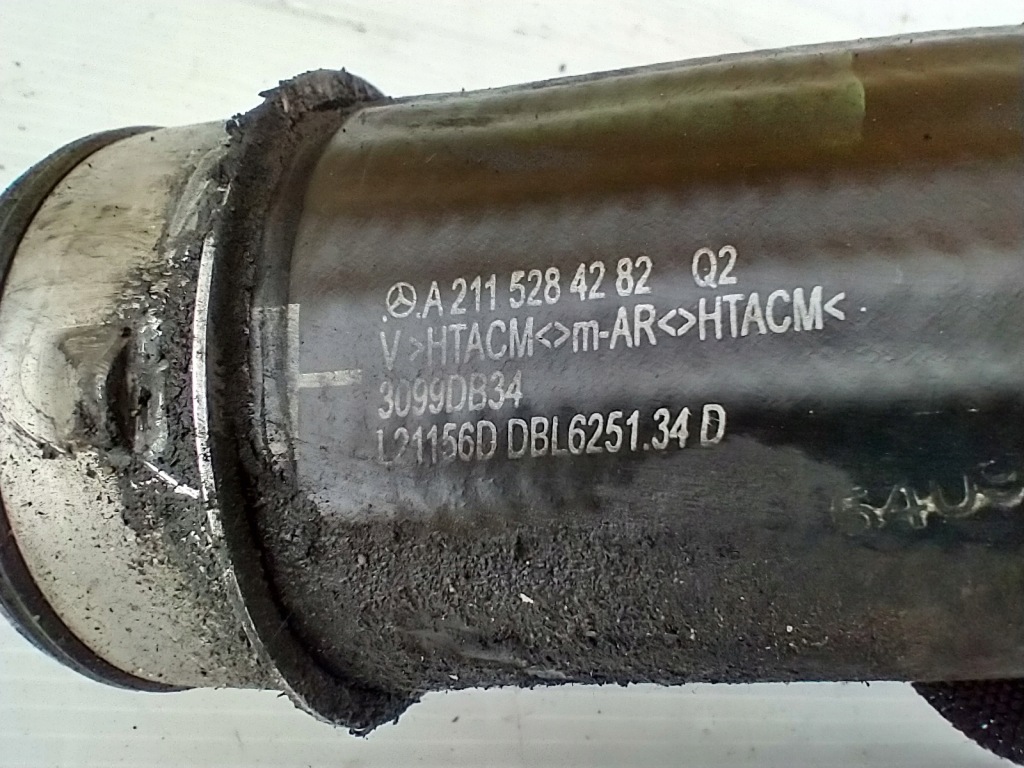 A 211 528 42 82 Q2
V >HTACM<>m-AR<>HTACM<
3099DB34
L21156D DBL6251.34 D